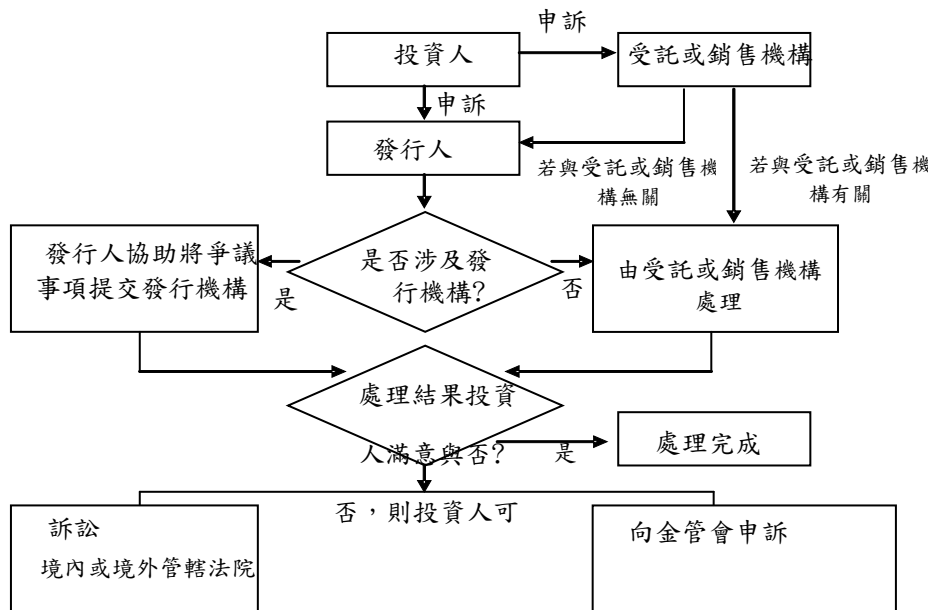 申訴
投資人
受託或銷售機構
申訴
發行人
若與受託或銷售機
構無關
若與受託或銷售機
構有關
發行人協助將爭議
事項提交發行機構
是否涉及發
行機構?
是
否
由受託或銷售機構
處理
處理結果投資
人滿意與否?
是
處理完成
否，則投資人可
訴訟
境內或境外管轄法院
向金管會申訴